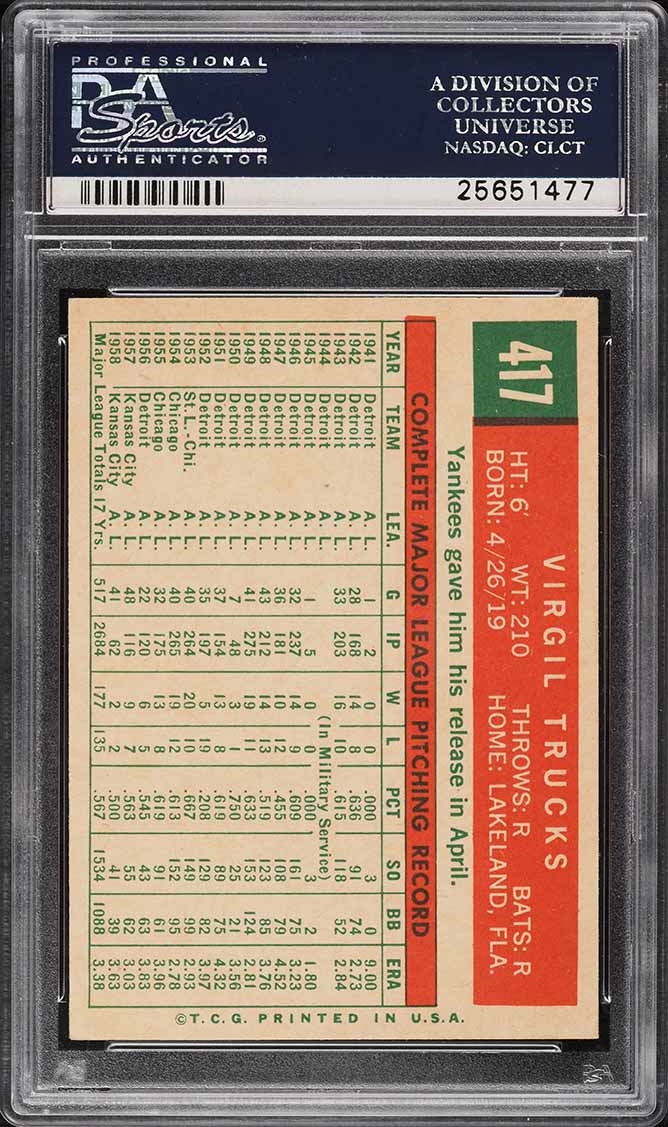 PROFESSIONAL
PSA
Sports
AUTHENTICATOR
A DIVISION OF
COLLECTORS
UNIVERSE
NASDAQ: CLCT
25651477
417
VIRGIL TRUCKS
HT: 6' WT: 210 THROWS: R BATS: R
BORN: 4/26/19 HOME: LAKELAND, FLA.
Yankees gave him his release in April.
COMPLETE MAJOR LEAGUE PITCHING RECORD
YEAR TEAM LEA. G IP W L PCT SO BB ERA
1941 Detroit A. L. 1 2 0 0 .000 3 0 9.00
1942 Detroit A. L. 28 168 14 8 .636 91 74 2.73
1943 Detroit A. L. 33 203 16 10 .615 118 52 2.84
1944 Detroit A. L. (In Military Service)
1945 Detroit A. L. 1 5 0 0 .000 3 2 1.80
1946 Detroit A. L. 32 237 14 9 .609 161 75 3.23
1947 Detroit A. L. 36 181 10 12 .455 108 79 4.52
1948 Detroit A. L. 43 212 14 13 .519 123 85 3.76
1949 Detroit A. L. 41 275 19 11 .633 153 124 2.81
1950 Detroit A. L. 7 48 3 1 .750 25 21 3.56
1951 Detroit A. L. 37 154 13 8 .619 89 75 4.32
1952 Detroit A. L. 35 197 5 19 .208 129 82 3.97
1953 St.L.-Chi. A. L. 40 264 20 10 .667 149 99 2.93
1954 Chicago A. L. 40 265 19 12 .613 152 95 2.78
1955 Chicago A. L. 32 175 13 8 .619 91 61 3.96
1956 Detroit A. L. 22 120 6 5 .545 43 63 3.83
1957 Kansas City A. L. 48 116 9 7 .563 55 62 3.03
1958 Kansas City A. L. 41 62 2 2 .500 41 39 3.63
Major League Totals 17 Yrs. 517 2684 177 135 .567 1534 1088 3.38
©T.C.G. PRINTED IN U.S.A.